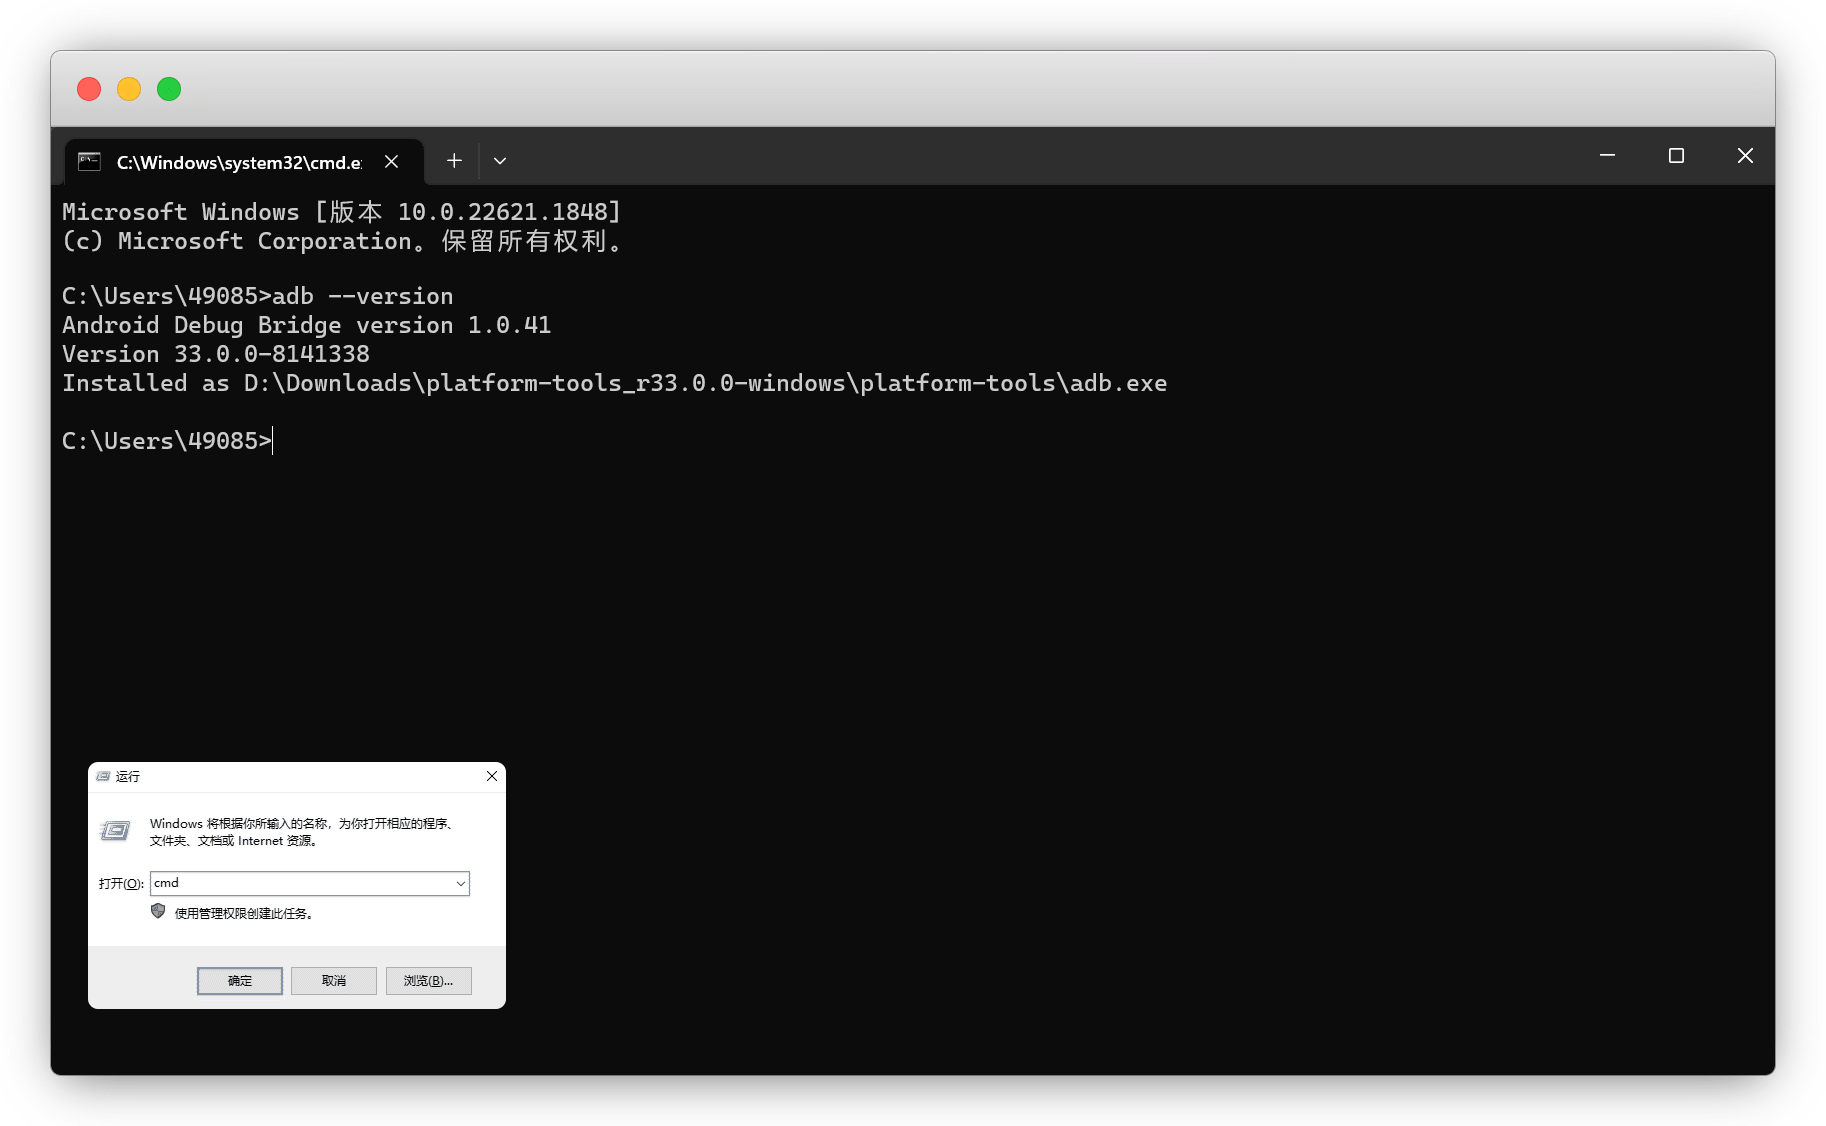 C:\Windows\system32\cmd.e
Microsoft Windows [版本 10.0.22621.1848]
(c) Microsoft Corporation。保留所有权利。
C:\Users\49085>adb --version
Android Debug Bridge version 1.0.41
Version 33.0.0-8141338
Installed as D:\Downloads\platform-tools_r33.0.0-windows\platform-tools\adb.exe
C:\Users\49085>
运行
Windows 将根据你所输入的名称，为你打开相应的程序、
文件夹、文档或 Internet 资源。
打开(O): cmd
使用管理权限创建此任务。
确定 取消 浏览(B)...